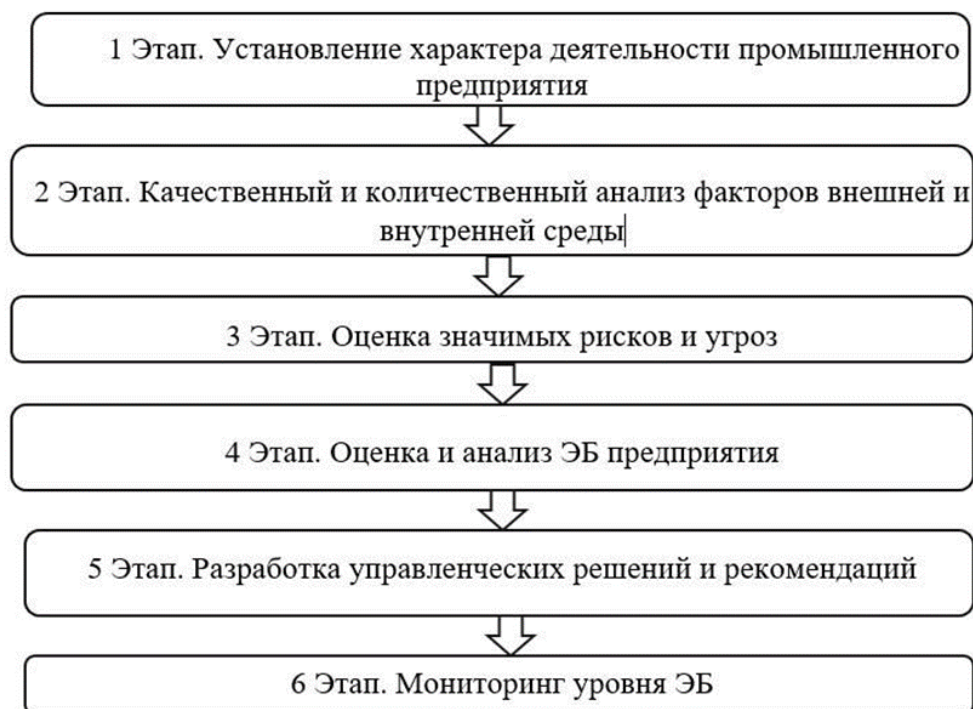 1 Этап. Установление характера деятельности промышленного
предприятия
2 Этап. Качественный и количественный анализ факторов внешней и
внутренней среды
3 Этап. Оценка значимых рисков и угроз
4 Этап. Оценка и анализ ЭБ предприятия
5 Этап. Разработка управленческих решений и рекомендаций
6 Этап. Мониторинг уровня ЭБ